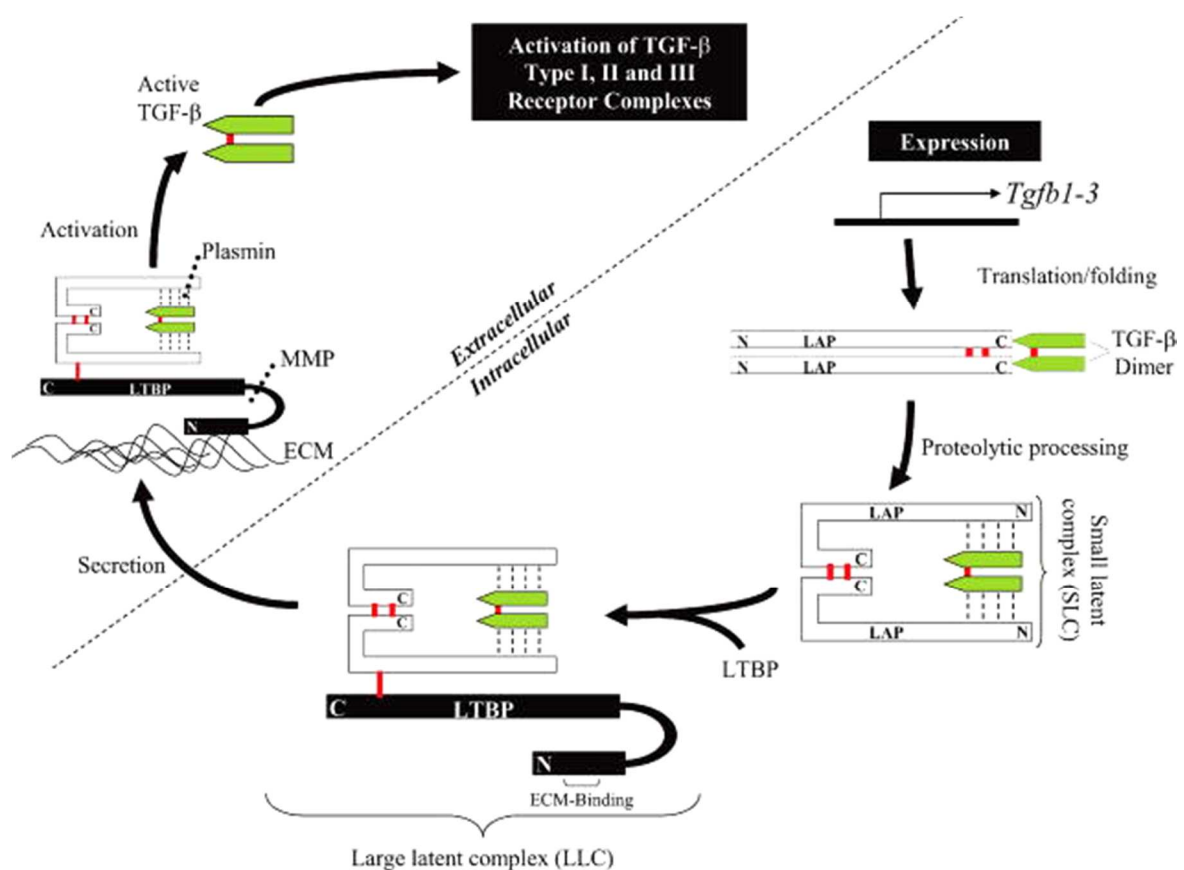 Activation of TGF-β
Type I, II and III
Receptor Complexes
Active
TGF-β
Expression
Tgfb1-3
Activation
Plasmin
Translation/folding
C
C
Extracellular
Intracellular
MMP
C LTBP
N
ECM
N LAP C
N LAP C
TGF-β
Dimer
Proteolytic processing
LAP N
C
C
LAP N
Small latent
complex (SLC)
Secretion
C
C
LTBP
C LTBP
N
ECM-Binding
Large latent complex (LLC)